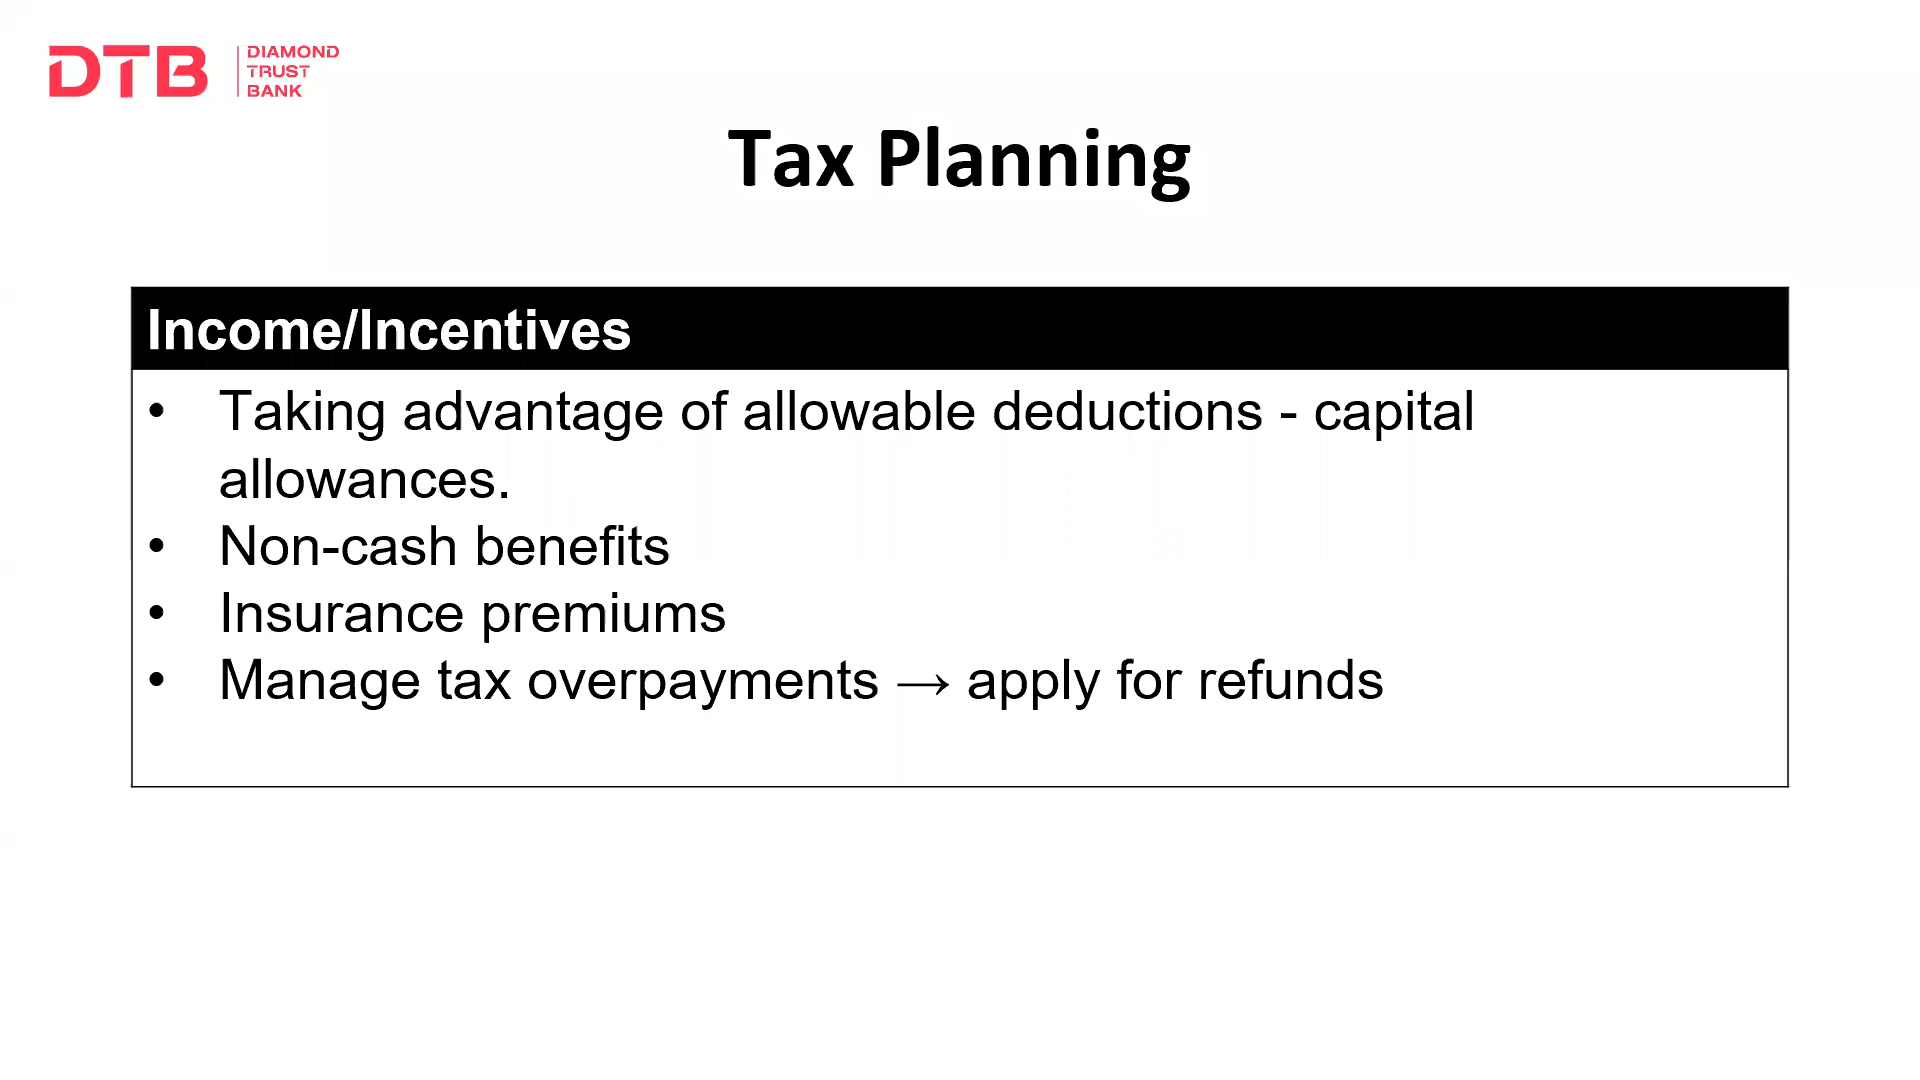 DTB
DIAMOND
TRUST
BANK
Tax Planning
Income/Incentives
• Taking advantage of allowable deductions - capital
allowances.
• Non-cash benefits
• Insurance premiums
• Manage tax overpayments → apply for refunds